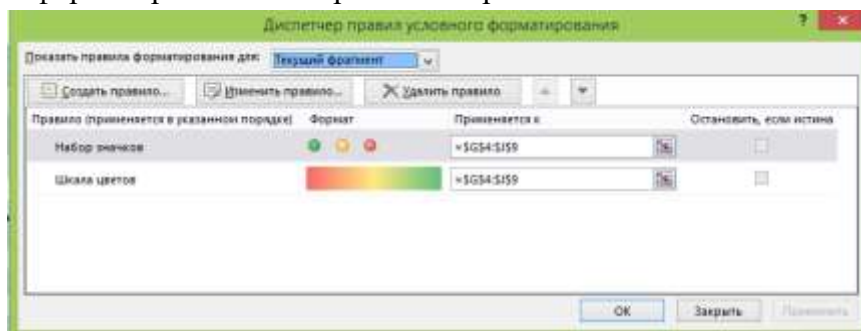 Диспетчер правил условного форматирования ? ×
Показать правила форматирования для: Текущий фрагмент
Создать правило... Изменить правило... Удалить правило
Правило (применяется в указанном порядке) Формат Применяется к Остановить, если истина
Набор значков =$G$4:$J$9
Шкала цветов =$G$4:$J$9
ОК Закрыть Применить